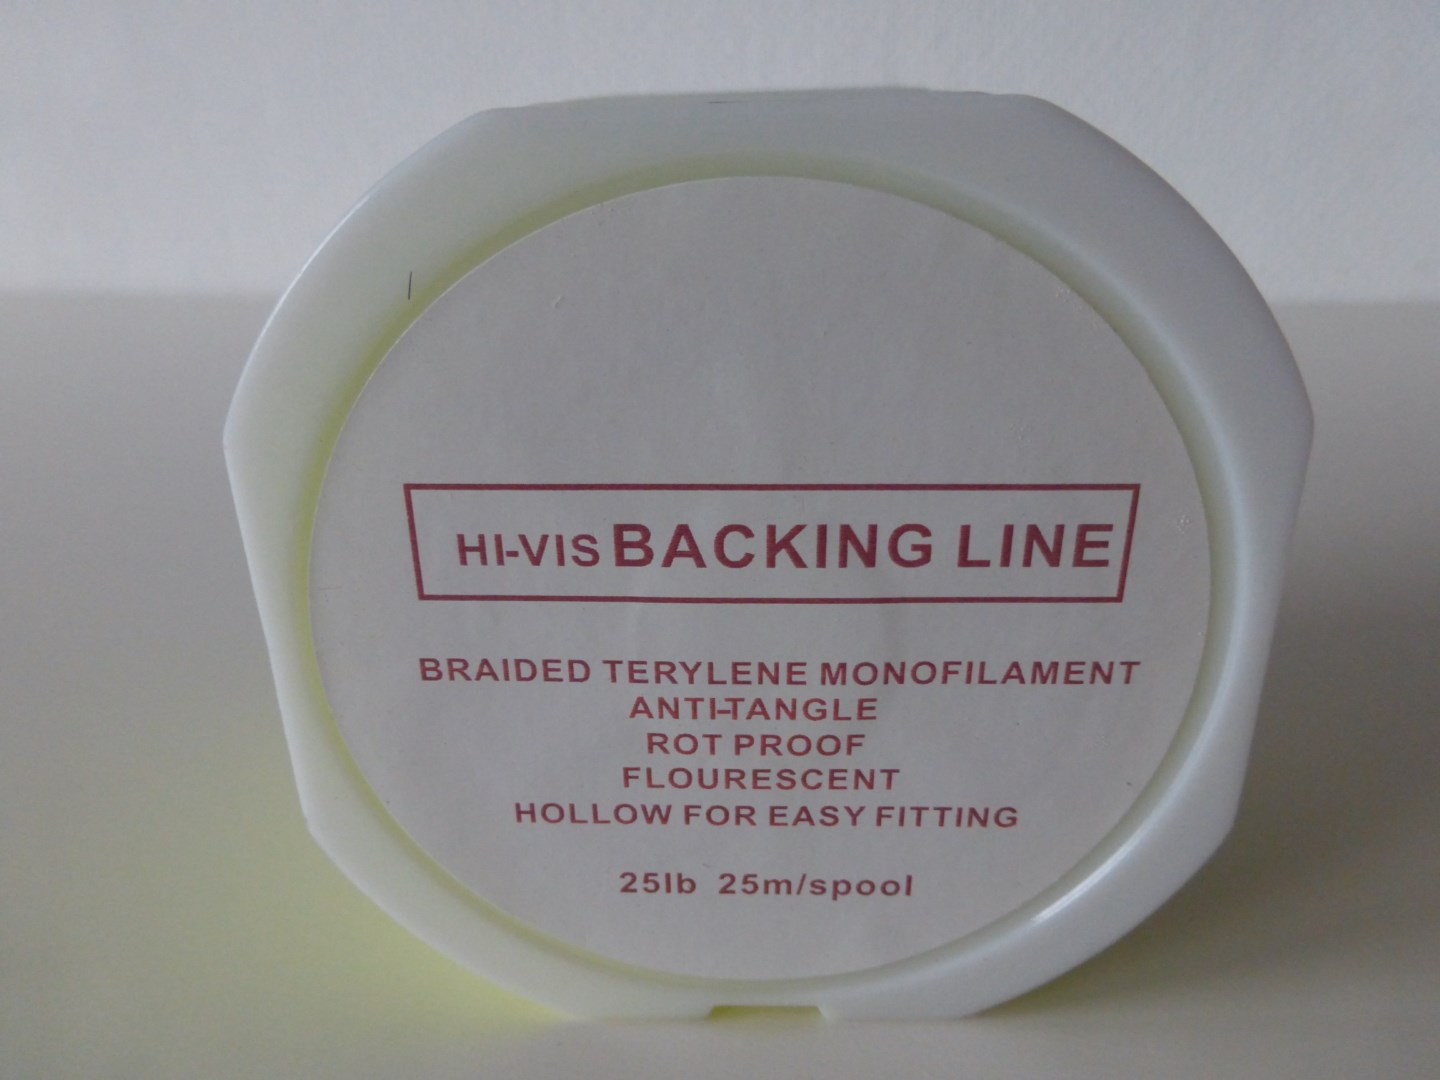 HI-VIS BACKING LINE
BRAIDED TERYLENE MONOFILAMENT
ANTI-TANGLE
ROT PROOF
FLOURESCENT
HOLLOW FOR EASY FITTING
25lb 25m/spool